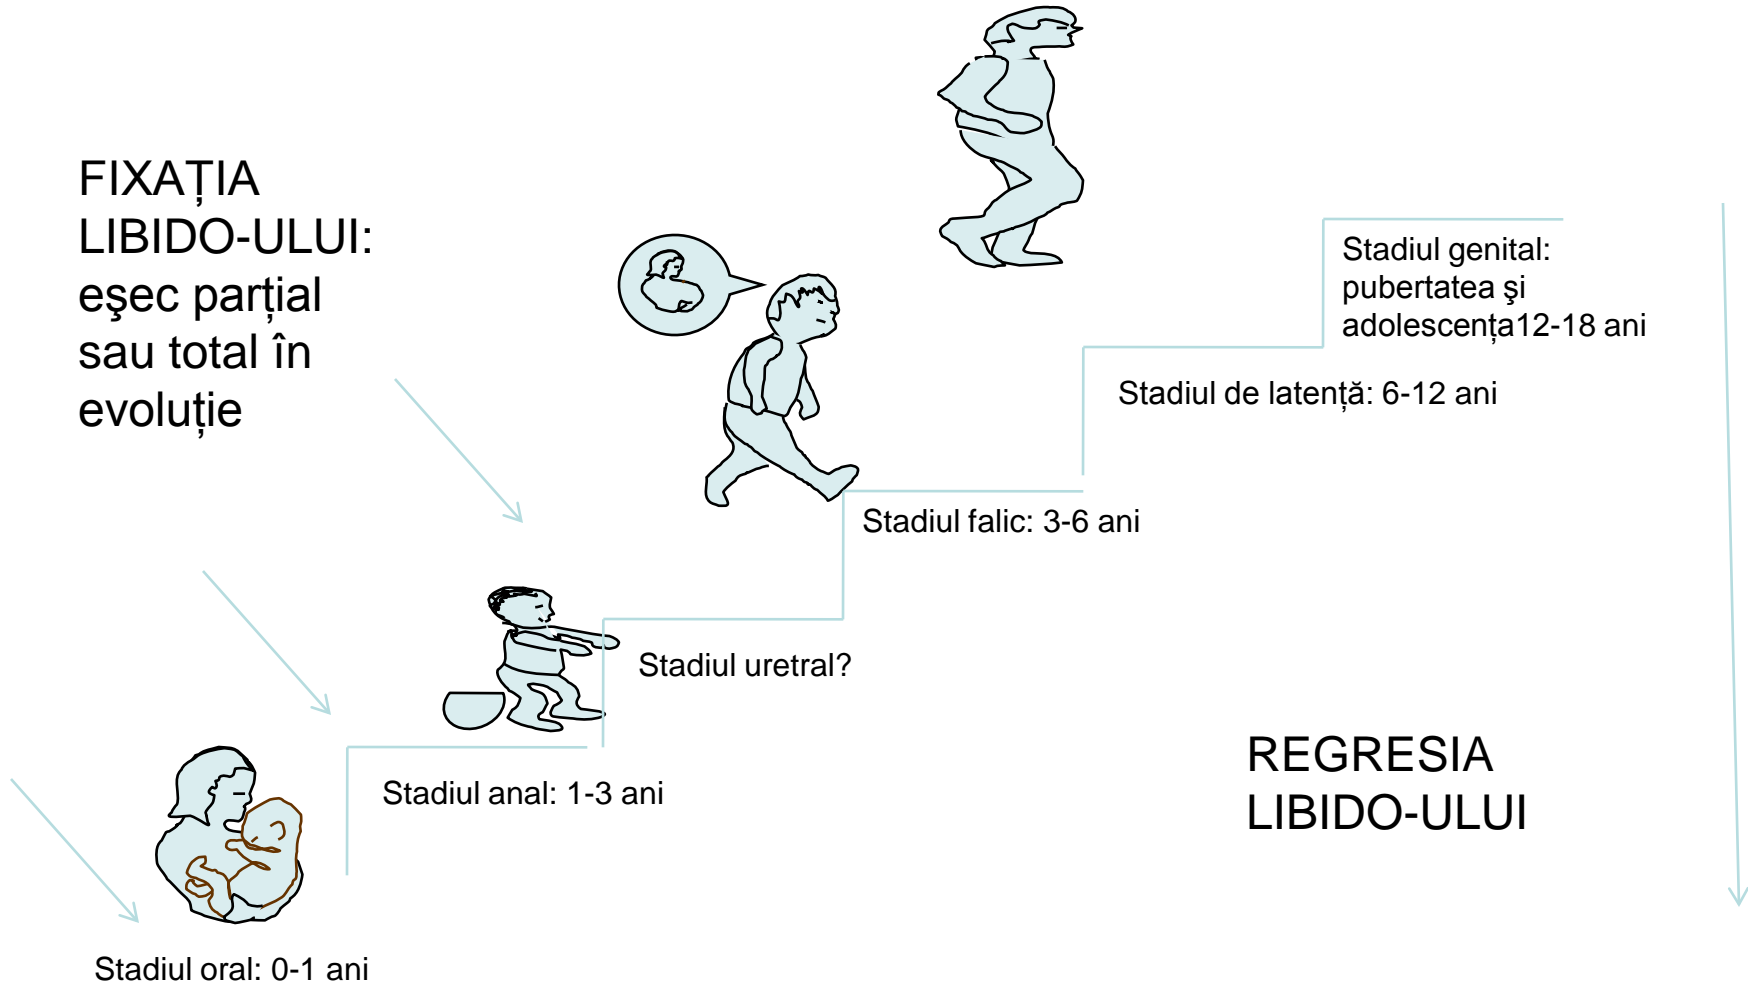 FIXAȚIA
LIBIDO-ULUI:
eşec parțial
sau total în
evoluție
Stadiul genital:
pubertatea şi
adolescența12-18 ani
Stadiul de latență: 6-12 ani
Stadiul falic: 3-6 ani
Stadiul uretral?
Stadiul anal: 1-3 ani
Stadiul oral: 0-1 ani
REGRESIA
LIBIDO-ULUI